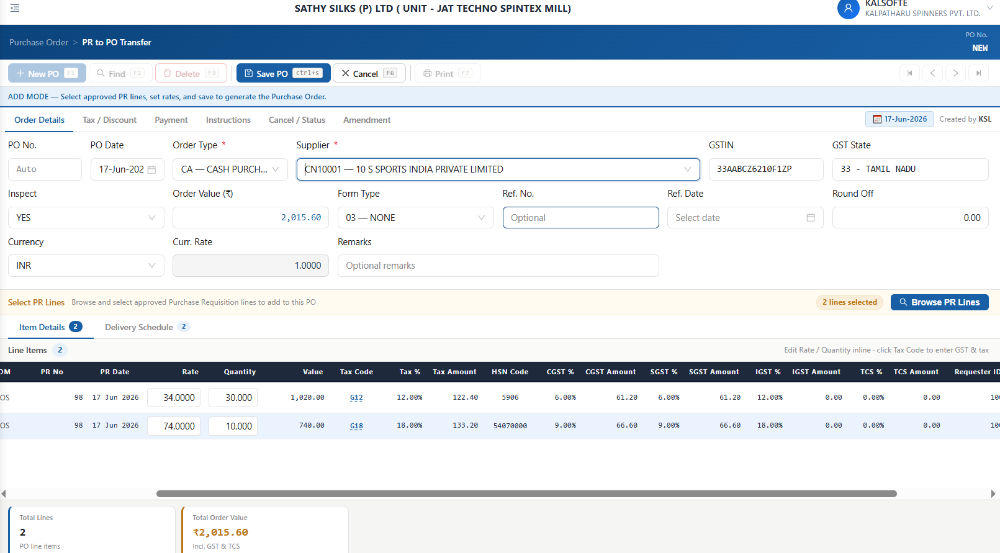 SATHY SILKS (P) LTD ( UNIT - JAT TECHNO SPINTEX MILL)
KALSOFTE
KALPATHARU SPINNERS PVT. LTD.
Purchase Order > PR to PO Transfer
PO No.
NEW
+ New PO F1 Find F2 Delete F3 Save PO ctrl+s Cancel F6 Print F7
ADD MODE — Select approved PR lines, set rates, and save to generate the Purchase Order.
Order Details Tax / Discount Payment Instructions Cancel / Status Amendment 17-Jun-2026 Created by KSL
PO No. PO Date Order Type * Supplier * GSTIN GST State
Auto 17-Jun-202 CA — CASH PURCH... CN10001 — 10 S SPORTS INDIA PRIVATE LIMITED 33AABCZ6210F1ZP 33 - TAMIL NADU
Inspect Order Value (₹) Form Type Ref. No. Ref. Date Round Off
YES 2,015.60 03 — NONE Optional Select date 0.00
Currency Curr. Rate Remarks
INR 1.0000 Optional remarks
Select PR Lines Browse and select approved Purchase Requisition lines to add to this PO 2 lines selected Browse PR Lines
Item Details 2 Delivery Schedule 2
Line Items 2 Edit Rate / Quantity inline · click Tax Code to enter GST & tax
OM PR No PR Date Rate Quantity Value Tax Code Tax % Tax Amount HSN Code CGST % CGST Amount SGST % SGST Amount IGST % IGST Amount TCS % TCS Amount Requester ID
OS 98 17 Jun 2026 34.0000 30.000 1,020.00 G12 12.00% 122.40 5906 6.00% 61.20 6.00% 61.20 12.00% 0.00 0.00% 0.00 100
OS 98 17 Jun 2026 74.0000 10.000 740.00 G18 18.00% 133.20 54070000 9.00% 66.60 9.00% 66.60 18.00% 0.00 0.00% 0.00 100
Total Lines
2
PO line items
Total Order Value
₹2,015.60
Incl. GST & TCS